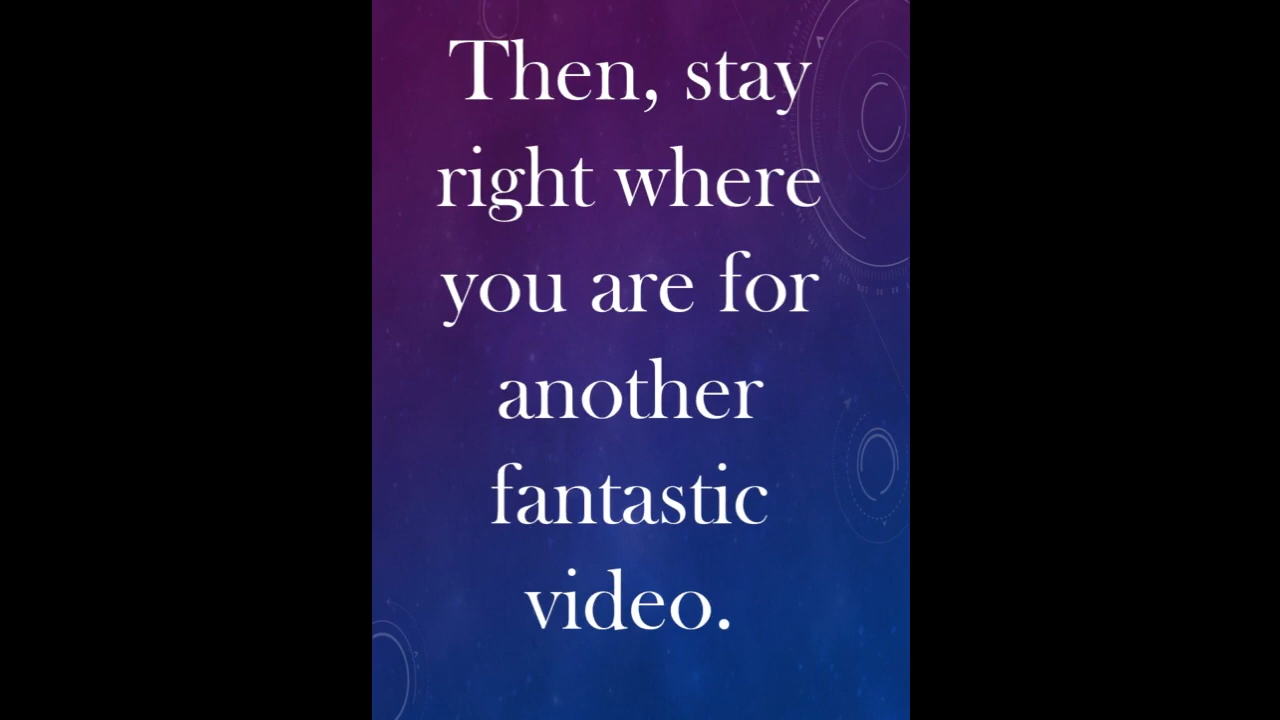 Then, stay
right where
you are for
another
fantastic
video.